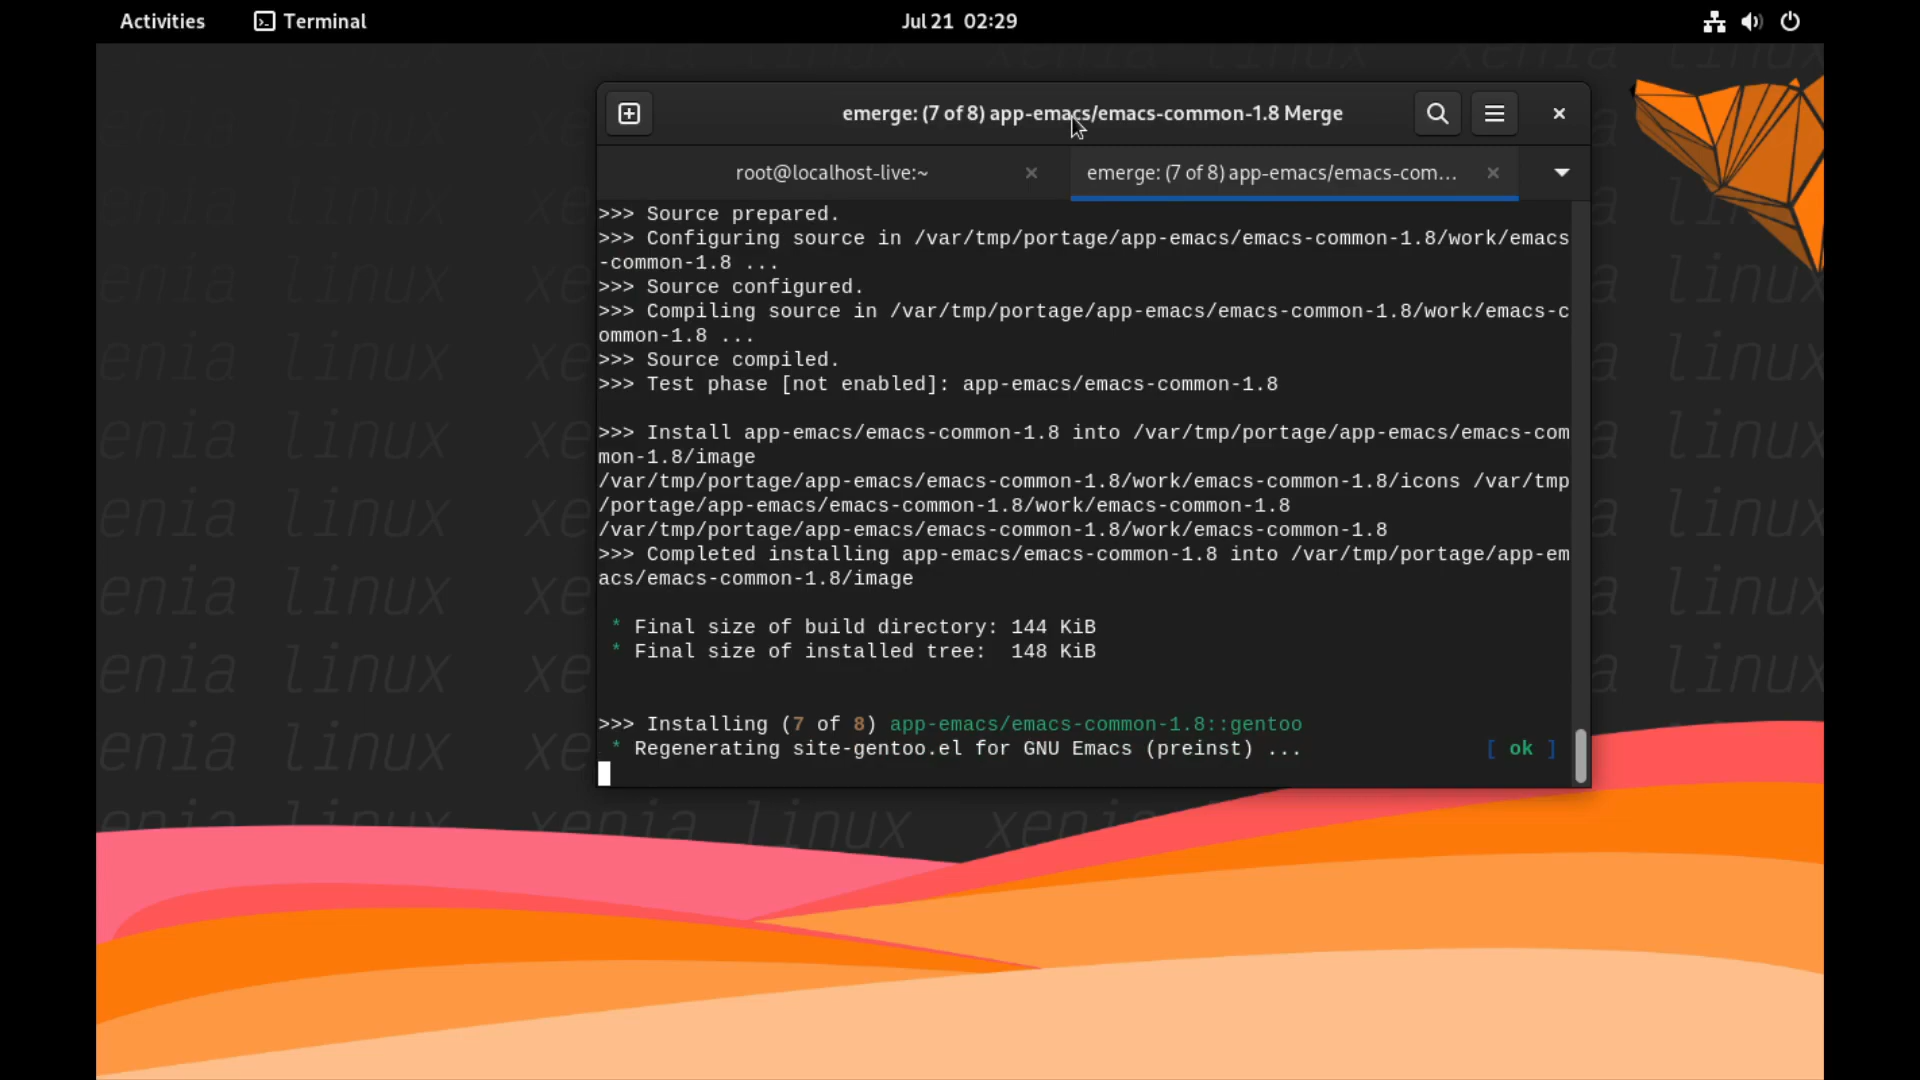 Activities Terminal Jul 21 02:29
emerge: (7 of 8) app-emacs/emacs-common-1.8 Merge
root@localhost-live:~ emerge: (7 of 8) app-emacs/emacs-com...
>>> Source prepared.
>>> Configuring source in /var/tmp/portage/app-emacs/emacs-common-1.8/work/emacs
-common-1.8 ...
>>> Source configured.
>>> Compiling source in /var/tmp/portage/app-emacs/emacs-common-1.8/work/emacs-c
ommon-1.8 ...
>>> Source compiled.
>>> Test phase [not enabled]: app-emacs/emacs-common-1.8
>>> Install app-emacs/emacs-common-1.8 into /var/tmp/portage/app-emacs/emacs-com
mon-1.8/image
/var/tmp/portage/app-emacs/emacs-common-1.8/work/emacs-common-1.8/icons /var/tmp
/portage/app-emacs/emacs-common-1.8/work/emacs-common-1.8
/var/tmp/portage/app-emacs/emacs-common-1.8/work/emacs-common-1.8
>>> Completed installing app-emacs/emacs-common-1.8 into /var/tmp/portage/app-em
acs/emacs-common-1.8/image
* Final size of build directory: 144 KiB
* Final size of installed tree: 148 KiB
>>> Installing (7 of 8) app-emacs/emacs-common-1.8::gentoo
* Regenerating site-gentoo.el for GNU Emacs (preinst) ... [ ok ]
xenia linux xenia linux